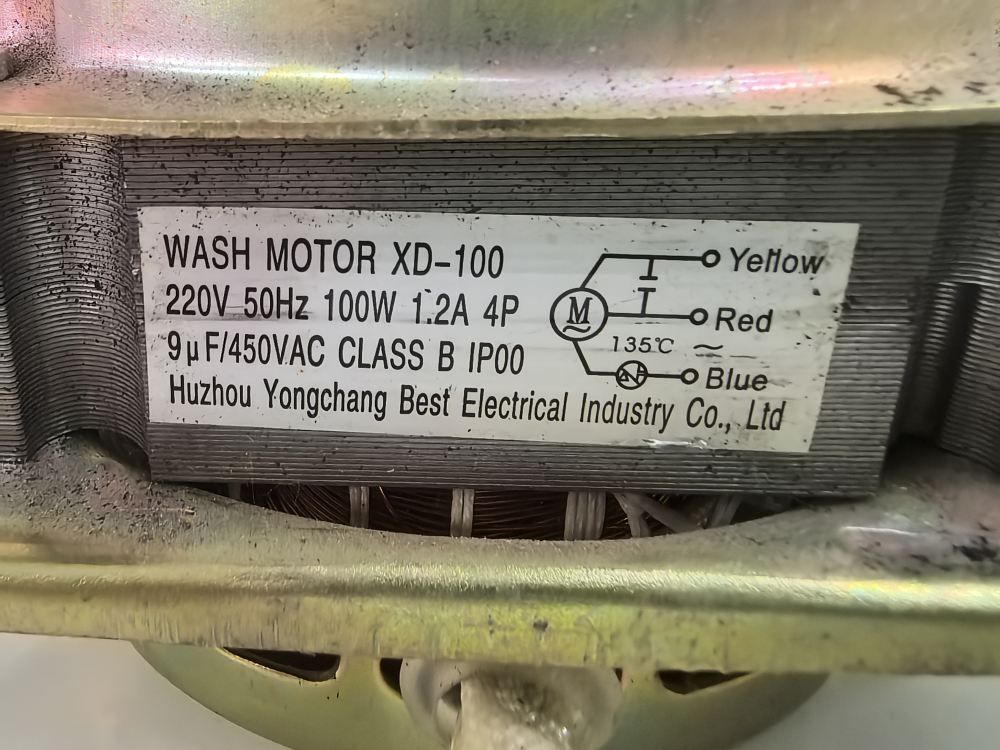 WASH MOTOR XD-100
220V 50Hz 100W 1.2A 4P
9μF/450VAC CLASS B IP00
Huzhou Yongchang Best Electrical Industry Co., Ltd
Yellow
M
Red
135℃
Blue